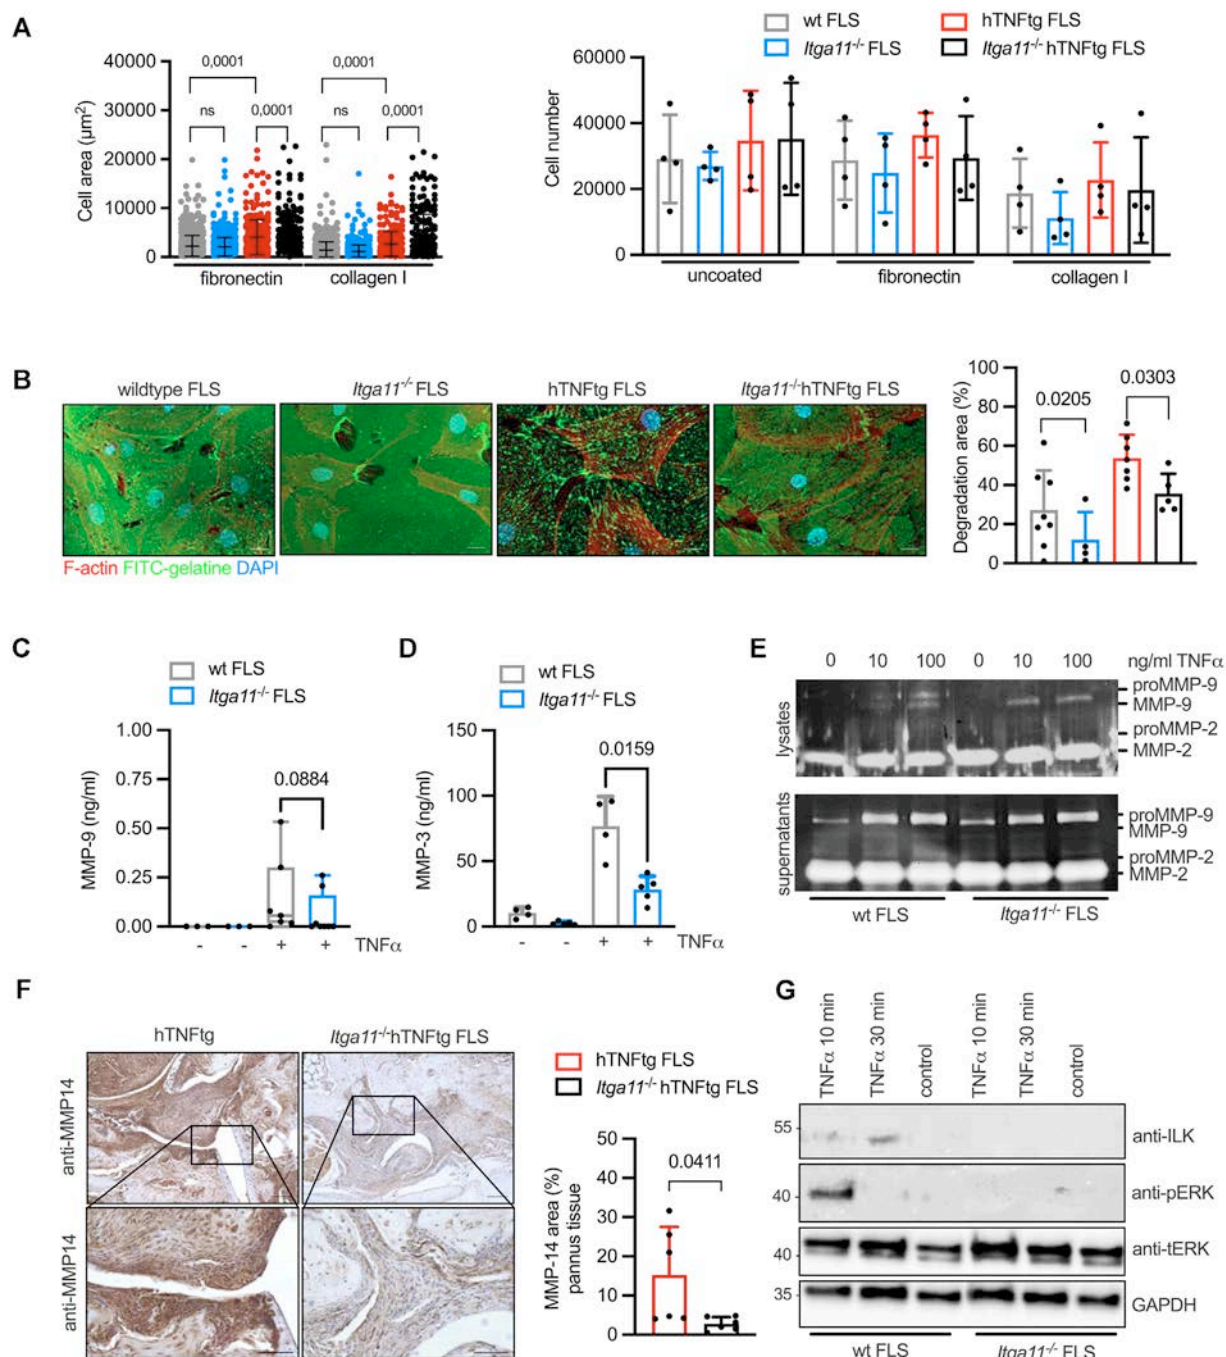 A
wt FLS
hTNFtg FLS
Itga11-/- FLS
Itga11-/- hTNFtg FLS
Cell area (µm²)
40000
30000
20000
10000
0
0,0001
0,0001
ns
0,0001
ns
0,0001
fibronectin
collagen I
Cell number
60000
40000
20000
0
uncoated
fibronectin
collagen I
B
wildtype FLS
Itga11-/- FLS
hTNFtg FLS
Itga11-/-hTNFtg FLS
F-actin FITC-gelatine DAPI
Degradation area (%)
100
80
60
40
20
0
0.0205
0.0303
C
wt FLS
Itga11-/- FLS
MMP-9 (ng/ml)
1.00
0.75
0.50
0.25
0.00
0.0884
- - + + TNFα
D
wt FLS
Itga11-/- FLS
MMP-3 (ng/ml)
150
100
50
0
0.0159
- - + + TNFα
E
0 10 100 0 10 100 ng/ml TNFα
lysates
proMMP-9
MMP-9
proMMP-2
MMP-2
supernatants
proMMP-9
MMP-9
proMMP-2
MMP-2
wt FLS
Itga11-/- FLS
F
hTNFtg
Itga11-/-hTNFtg FLS
anti-MMP14
anti-MMP14
hTNFtg FLS
Itga11-/- hTNFtg FLS
MMP-14 area (%)
pannus tissue
50
40
30
20
10
0
0.0411
G
TNFα 10 min
TNFα 30 min
control
TNFα 10 min
TNFα 30 min
control
55
anti-ILK
40
anti-pERK
40
anti-tERK
35
GAPDH
wt FLS
Itga11-/- FLS